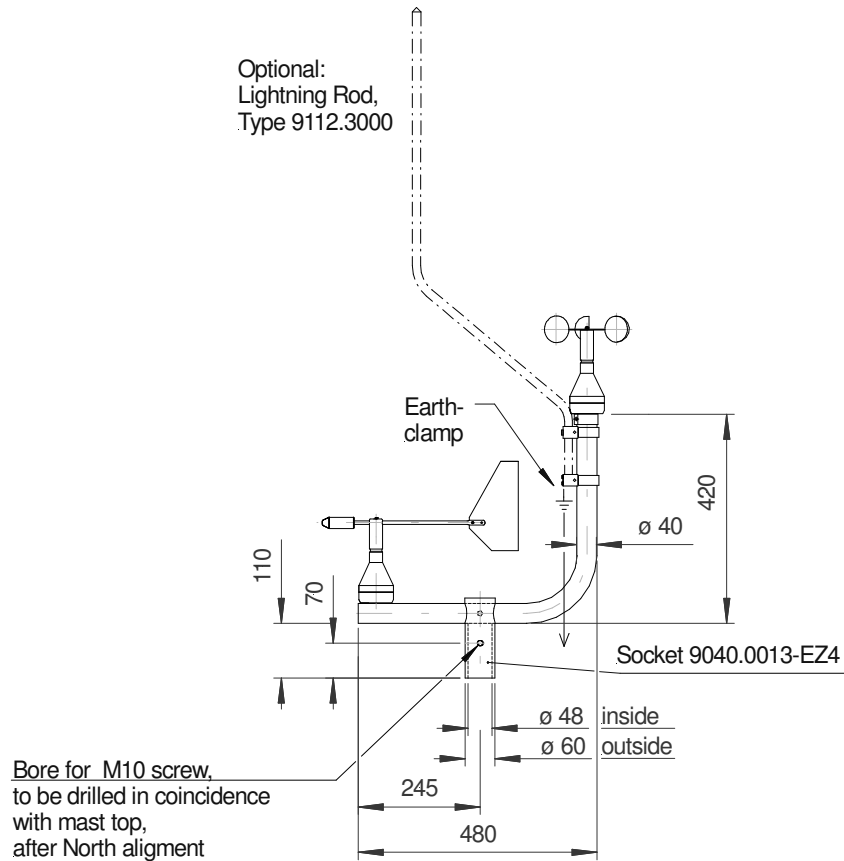 Optional:
Lightning Rod,
Type 9112.3000
Earth-
clamp
420
ø 40
110
70
Socket 9040.0013-EZ4
ø 48 inside
ø 60 outside
Bore for M10 screw,
to be drilled in coincidence
with mast top,
after North aligment
245
480